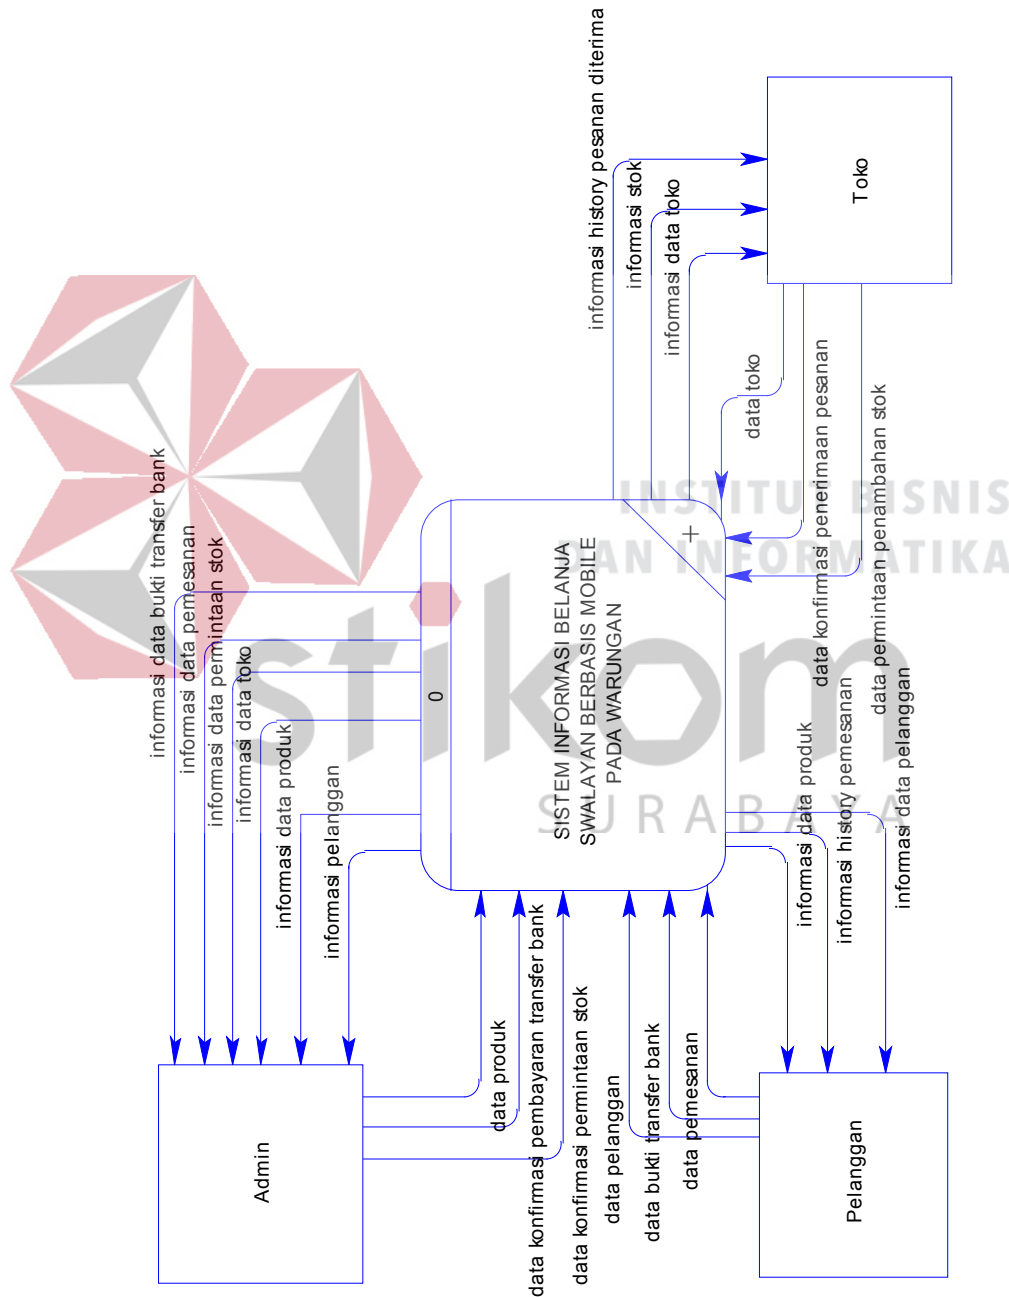 informasi history pesanan diterima
informasi stok
informasi data toko
Toko
data toko
data konfirmasi penerimaan pesanan
data permintaan penambahan stok
informasi data bukti transfer bank
informasi data pemesanan
informasi data permintaan stok
informasi data toko
informasi data produk
informasi pelanggan
0
SISTEM INFORMASI BELANJA
SWALAYAN BERBASIS MOBILE
PADA WARUNGAN
+
informasi data produk
informasi history pemesanan
informasi data pelanggan
Admin
data produk
data konfirmasi pembayaran transfer bank
data konfirmasi permintaan stok
data pelanggan
data bukti transfer bank
data pemesanan
Pelanggan
INSTITUT BISNIS
DAN INFORMATIKA
stikom
SURABAYA